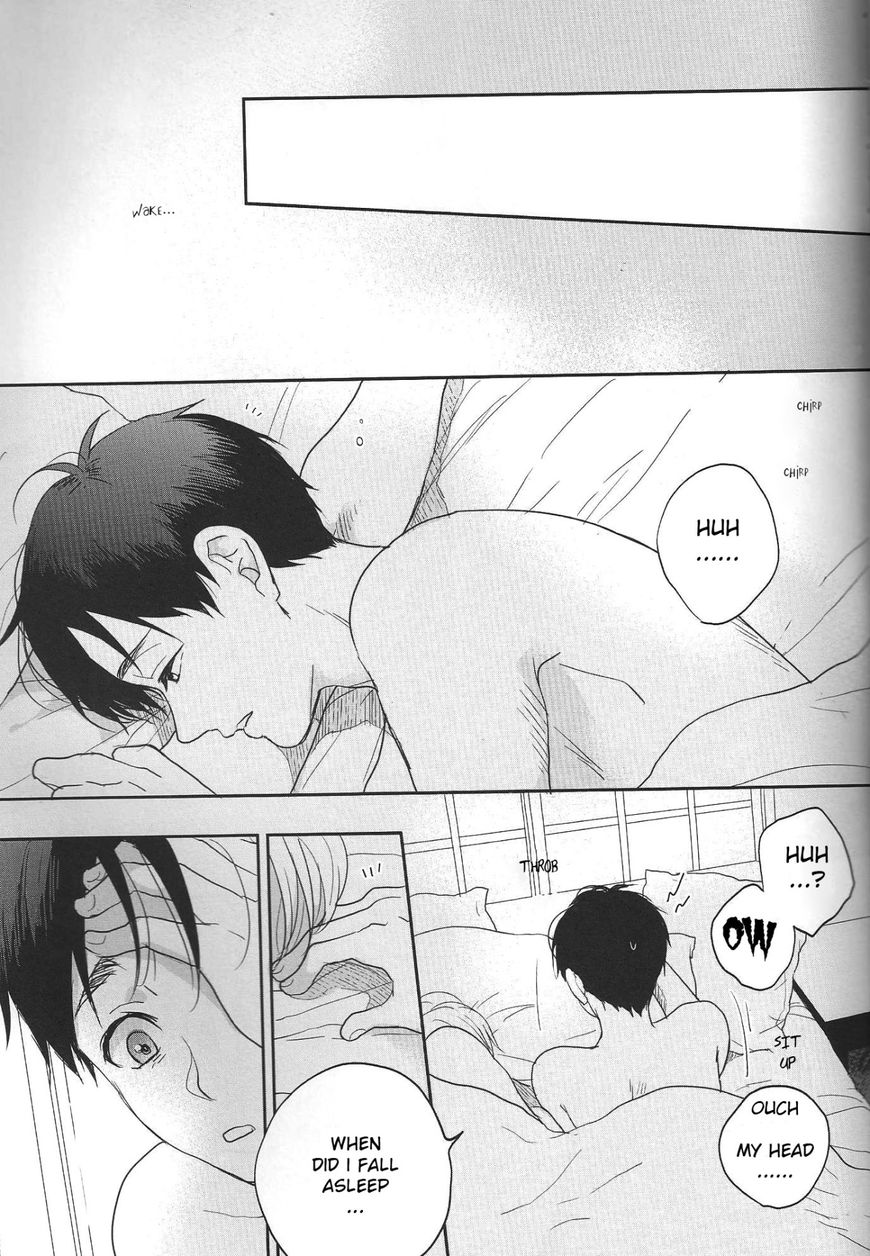 WAKE...
CHIRP
CHIRP
HUH
......
HUH
...?
OW
THROB
SIT
UP
OUCH
MY HEAD
......
WHEN
DID I FALL
ASLEEP
...